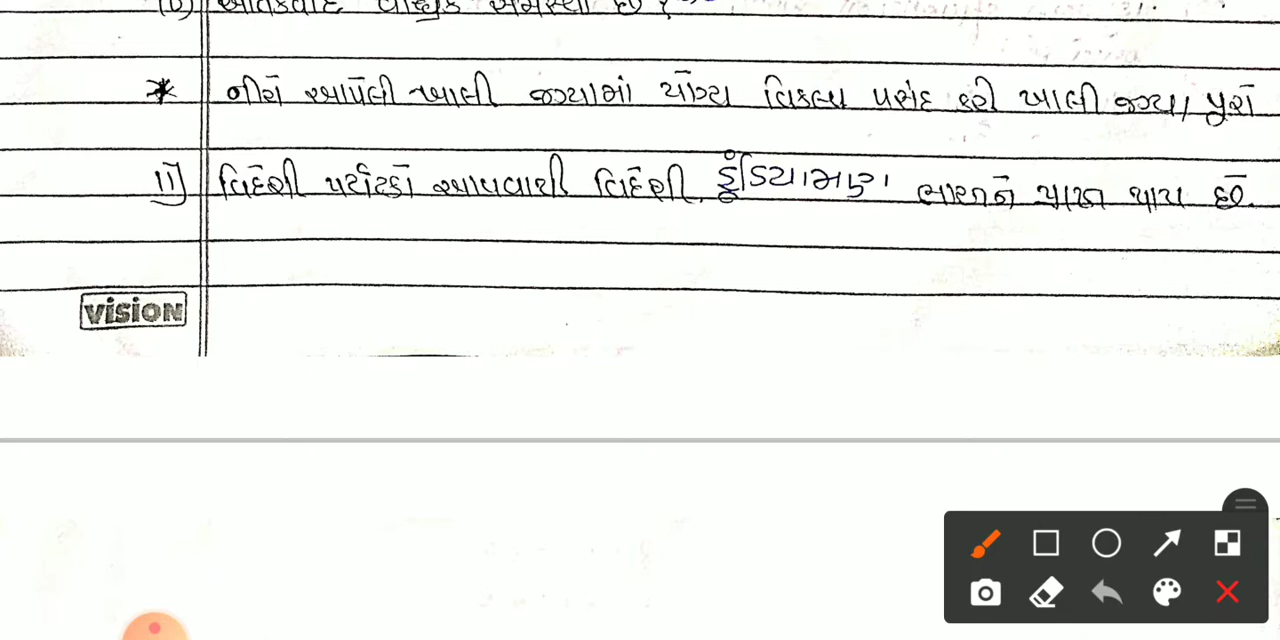 * નીચે આપેલી ખાલી જગ્યામાં યોગ્ય વિકલ્પ પસંદ કરી ખાલી જગ્યા પુરો
11) વિદેશી પર્યટકો આવવાથી વિદેશી હૂંડિયામણ ભારતને પ્રાપ્ત થાય છે.
vision